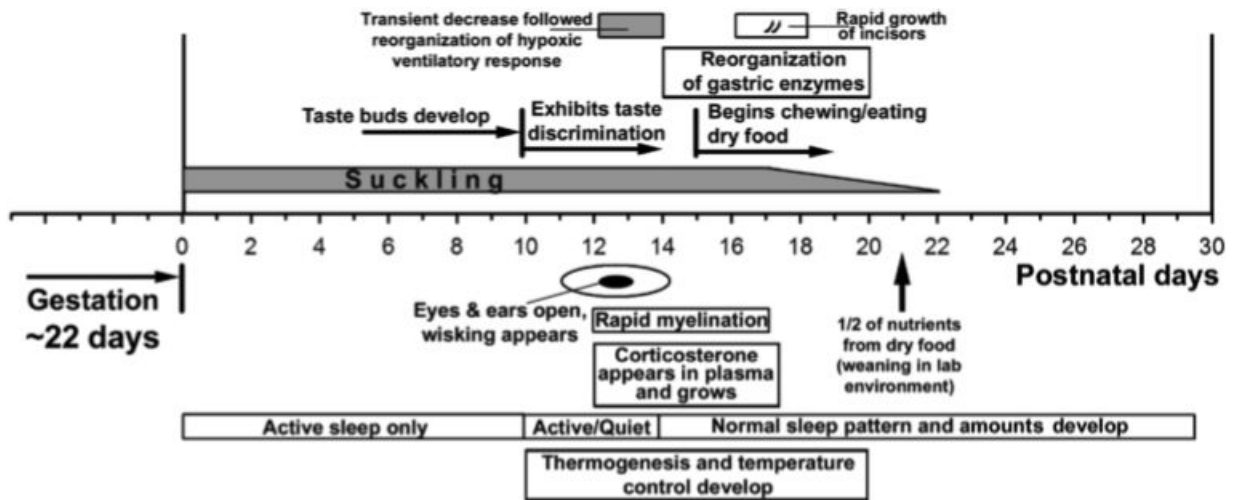 Transient decrease followed
reorganization of hypoxic
ventilatory response
Rapid growth
of incisors
Reorganization
of gastric enzymes
Taste buds develop
Exhibits taste
discrimination
Begins chewing/eating
dry food
Suckling
0 2 4 6 8 10 12 14 16 18 20 22 24 26 28 30
Postnatal days
Gestation
~22 days
Eyes & ears open,
wisking appears
Rapid myelination
Corticosterone
appears in plasma
and grows
1/2 of nutrients
from dry food
(weaning in lab
environment)
Active sleep only
Active/Quiet
Normal sleep pattern and amounts develop
Thermogenesis and temperature
control develop